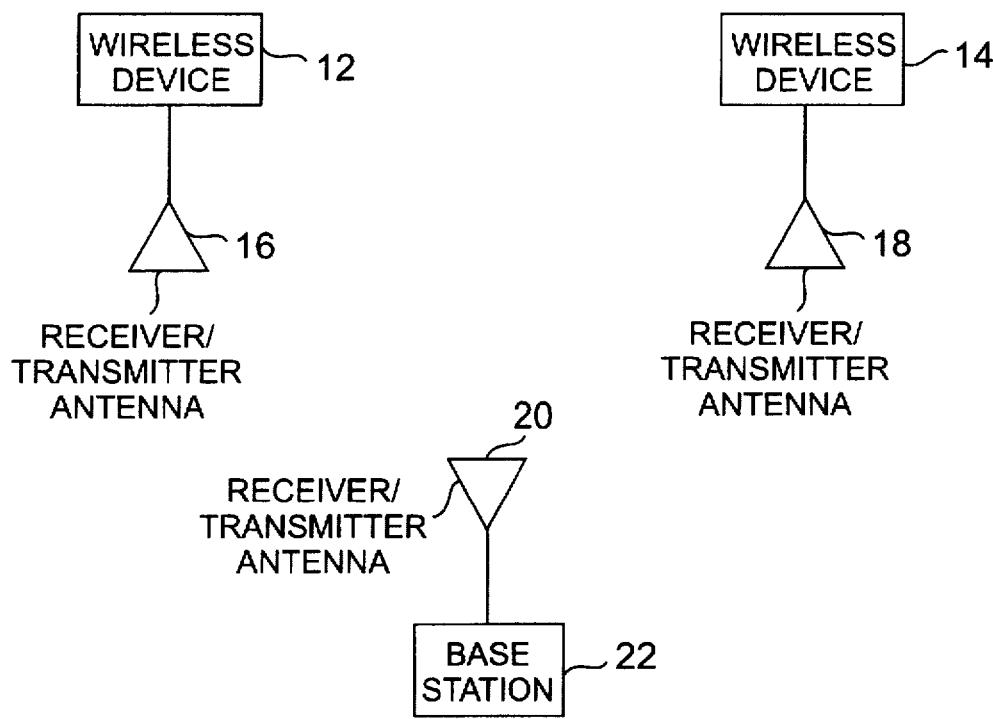 WIRELESS
DEVICE
12
WIRELESS
DEVICE
14
16
RECEIVER/
TRANSMITTER
ANTENNA
18
RECEIVER/
TRANSMITTER
ANTENNA
20
RECEIVER/
TRANSMITTER
ANTENNA
BASE
STATION
22